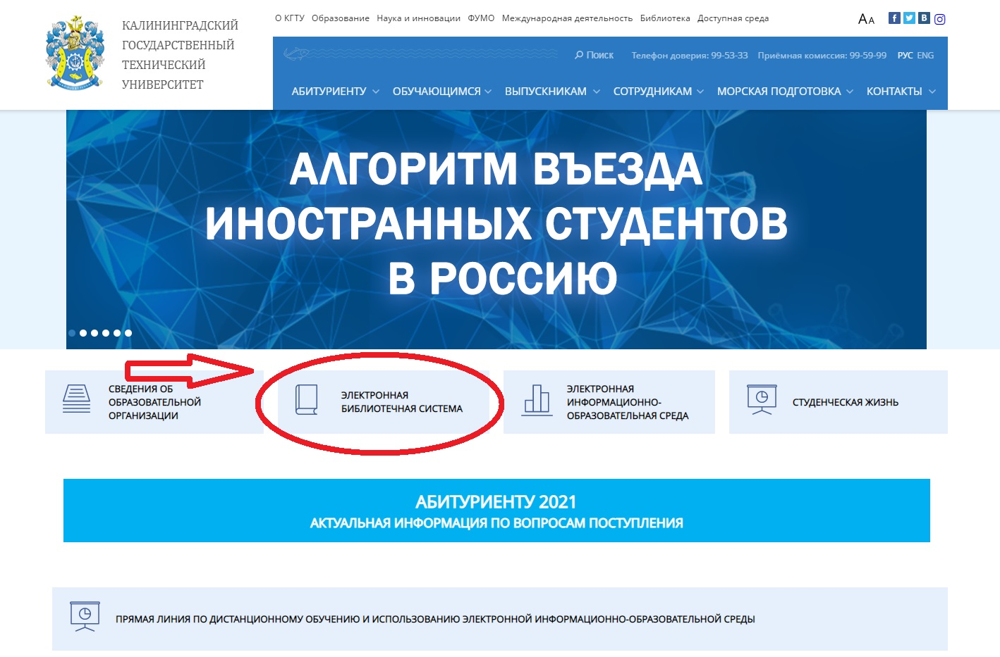 О КГТУ Образование Наука и инновации ФУМО Международная деятельность Библиотека Доступная среда
Аа
КАЛИНИНГРАДСКИЙ
ГОСУДАРСТВЕННЫЙ
ТЕХНИЧЕСКИЙ
УНИВЕРСИТЕТ
Поиск Телефон доверия: 99-53-33 Приёмная комиссия: 99-59-99 РУС ENG
АБИТУРИЕНТУ ОБУЧАЮЩИМСЯ ВЫПУСКНИКАМ СОТРУДНИКАМ МОРСКАЯ ПОДГОТОВКА КОНТАКТЫ
АЛГОРИТМ ВЪЕЗДА
ИНОСТРАННЫХ СТУДЕНТОВ
В РОССИЮ
СВЕДЕНИЯ ОБ
ОБРАЗОВАТЕЛЬНОЙ
ОРГАНИЗАЦИИ
ЭЛЕКТРОННАЯ
БИБЛИОТЕЧНАЯ СИСТЕМА
ЭЛЕКТРОННАЯ
ИНФОРМАЦИОННО-
ОБРАЗОВАТЕЛЬНАЯ СРЕДА
СТУДЕНЧЕСКАЯ ЖИЗНЬ
АБИТУРИЕНТУ 2021
АКТУАЛЬНАЯ ИНФОРМАЦИЯ ПО ВОПРОСАМ ПОСТУПЛЕНИЯ
ПРЯМАЯ ЛИНИЯ ПО ДИСТАНЦИОННОМУ ОБУЧЕНИЮ И ИСПОЛЬЗОВАНИЮ ЭЛЕКТРОННОЙ ИНФОРМАЦИОННО-ОБРАЗОВАТЕЛЬНОЙ СРЕДЫ